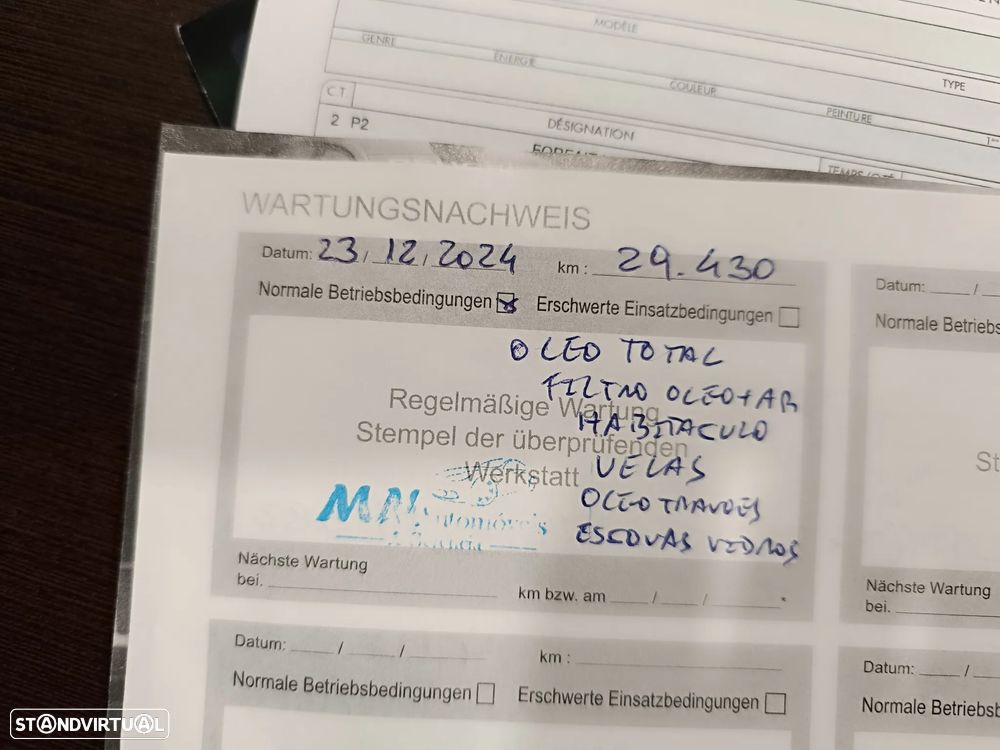 MODÈLE
GENRE
ÉNERGIE
COULEUR
TYPE
PEINTURE
C.T.
2 P2
DÉSIGNATION
WARTUNGSNACHWEIS
Datum: 23 / 12 / 2024 km : 29.430
Normale Betriebsbedingungen Erschwerte Einsatzbedingungen
OLEO TOTAL
FILTRO OLEO + AR
HABITACULO
VELAS
OLEO TRAVOES
ESCOVAS VIDROS
Regelmäßige Wartung
Stempel der überprüfenden
Werkstatt
Automóveis
Nächste Wartung
bei. km bzw. am / / .
Datum: / / km :
Normale Betriebsbedingungen Erschwerte Einsatzbedingungen
Datum: /
Normale Betriebs
St
Nächste Wartung
bei.
Datum: /
Normale Betriebsb
STANDVIRTUAL